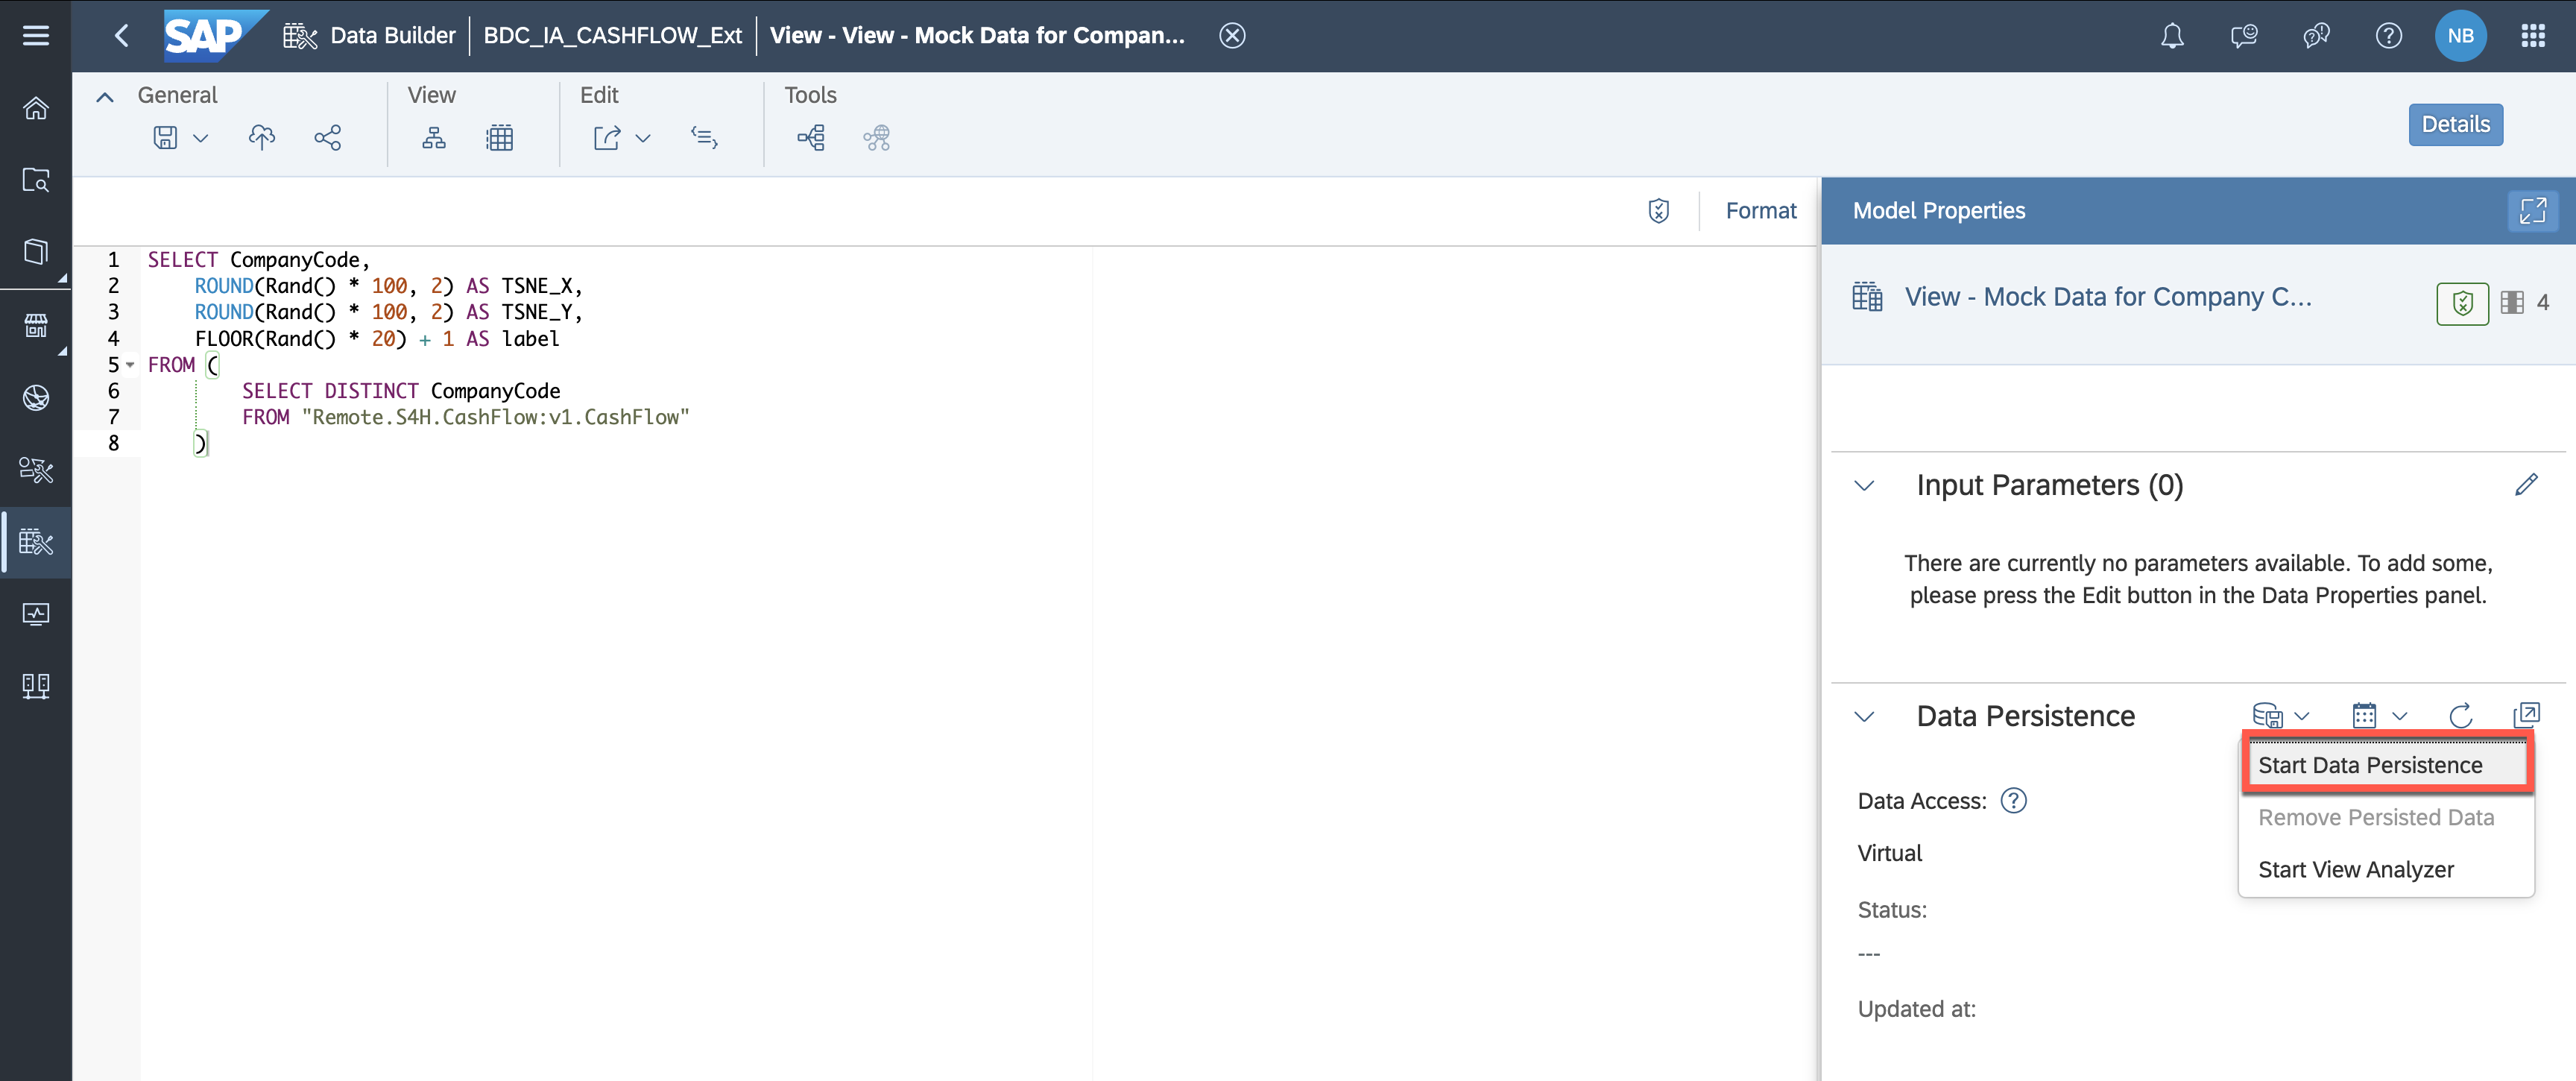 SAP Data Builder BDC_IA_CASHFLOW_Ext View - View - Mock Data for Compan... NB
General View Edit Tools
Details
Format
Model Properties
1 SELECT CompanyCode,
2 ROUND(Rand() * 100, 2) AS TSNE_X,
3 ROUND(Rand() * 100, 2) AS TSNE_Y,
4 FLOOR(Rand() * 20) + 1 AS label
5 FROM (
6 SELECT DISTINCT CompanyCode
7 FROM "Remote.S4H.CashFlow:v1.CashFlow"
8 )
View - Mock Data for Company C... 4
Input Parameters (0)
There are currently no parameters available. To add some,
please press the Edit button in the Data Properties panel.
Data Persistence
Start Data Persistence
Remove Persisted Data
Start View Analyzer
Data Access: ?
Virtual
Status:
---
Updated at: